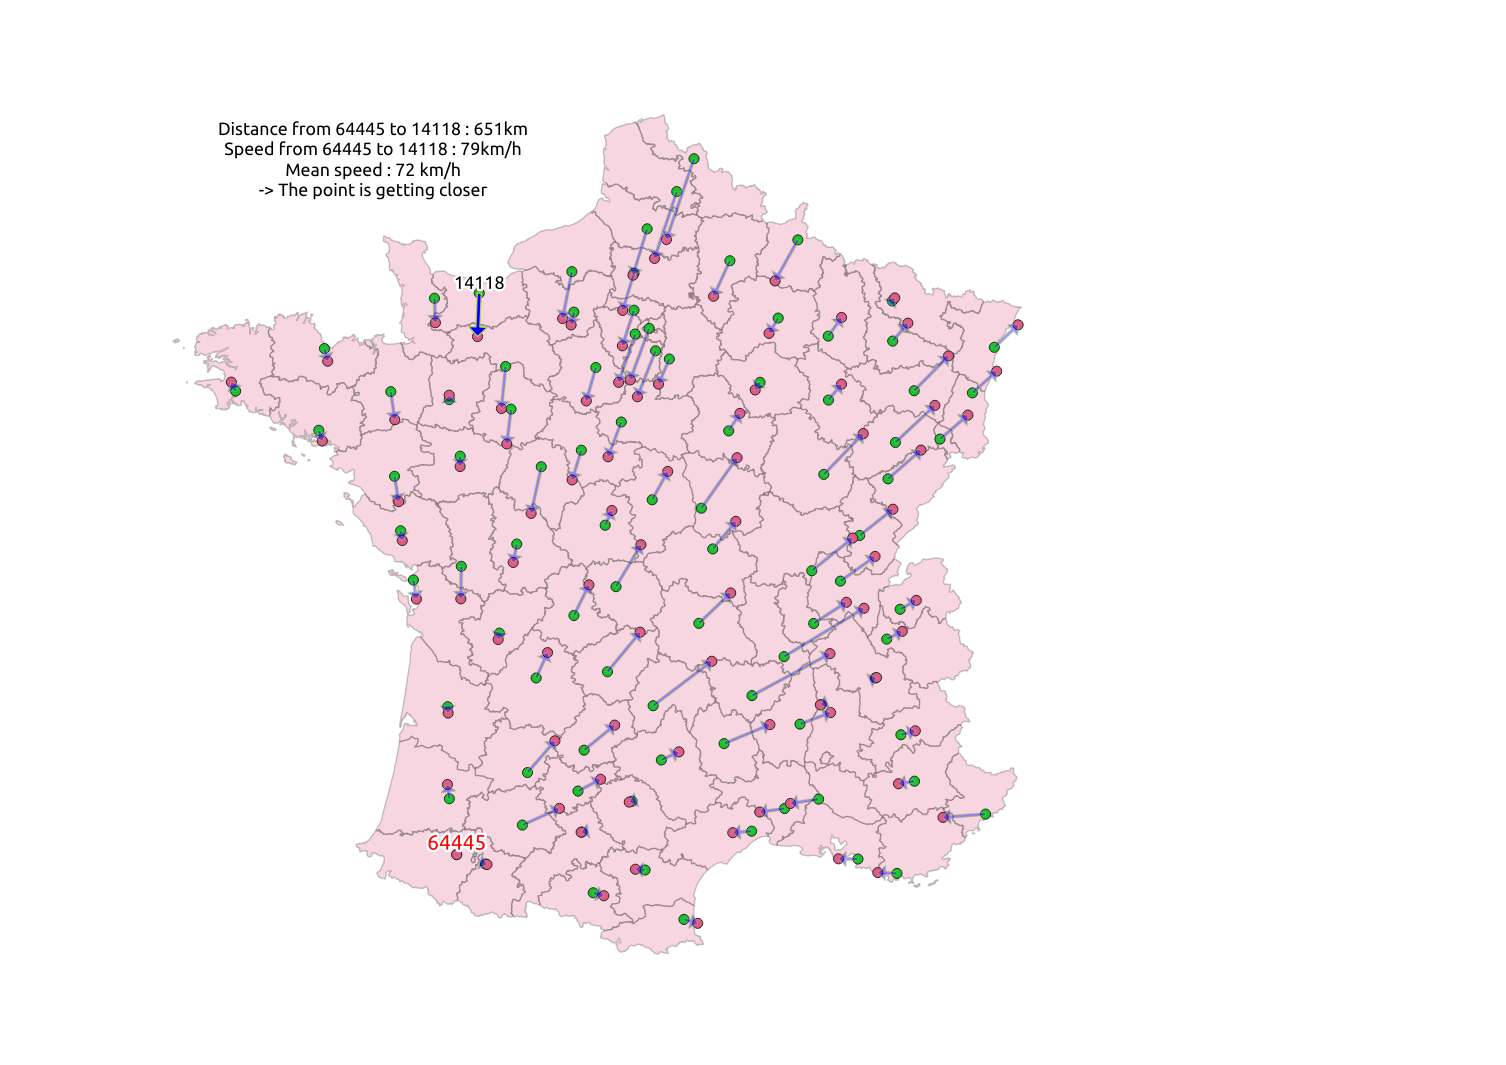 Distance from 64445 to 14118 : 651km
Speed from 64445 to 14118 : 79km/h
Mean speed : 72 km/h
-> The point is getting closer
14118
64445